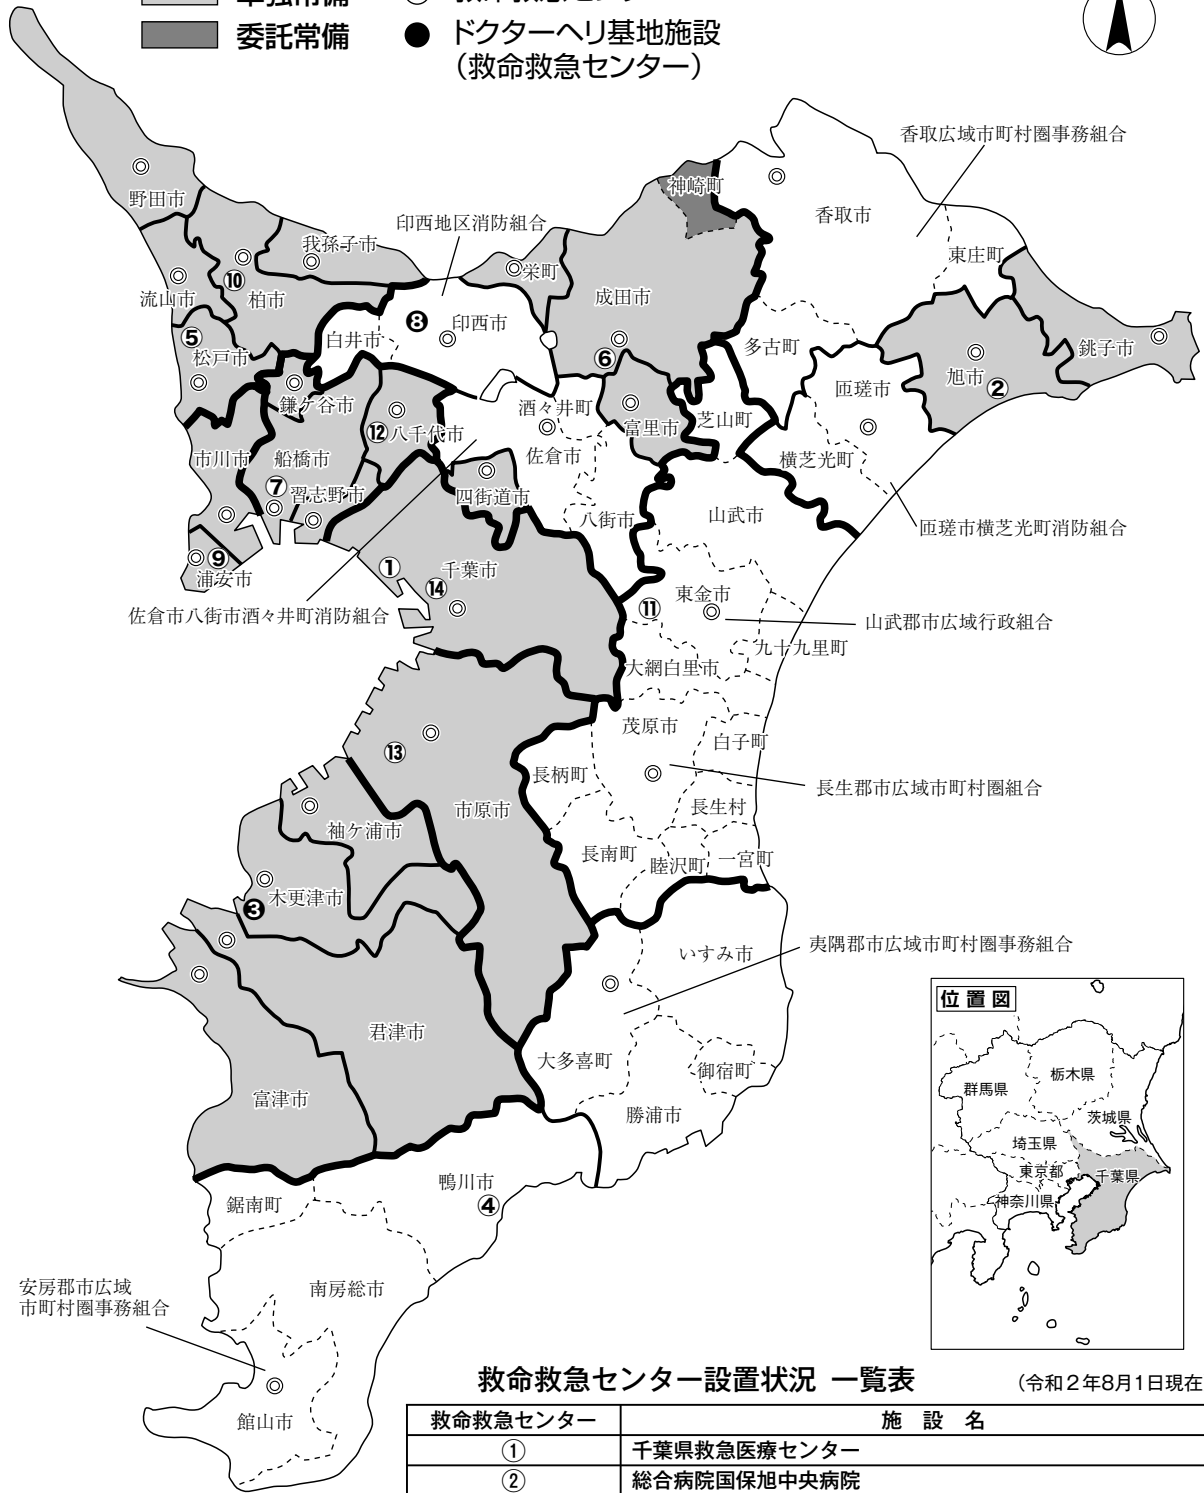 委託常備
● ドクターヘリ基地施設
(救命救急センター)
香取広域市町村圏事務組合
神崎町
野田市
香取市
印西地区消防組合
我孫子市
東庄町
栄町
⑩
流山市
柏市
成田市
❽
印西市
⑤
白井市
松戸市
多古町
銚子市
⑥
旭市
②
匝瑳市
鎌ケ谷市
酒々井町
芝山町
富里市
⑫
八千代市
市川市
船橋市
佐倉市
横芝光町
⑦
習志野市
四街道市
八街市
山武市
匝瑳市横芝光町消防組合
⑨
浦安市
①
千葉市
⑭
東金市
⑪
佐倉市八街市酒々井町消防組合
山武郡市広域行政組合
九十九里町
大網白里市
茂原市
白子町
⑬
長柄町
長生郡市広域市町村圏組合
市原市
長生村
袖ケ浦市
長南町
睦沢町
一宮町
木更津市
❸
夷隅郡市広域市町村圏事務組合
いすみ市
位置図
君津市
大多喜町
御宿町
栃木県
群馬県
富津市
勝浦市
茨城県
埼玉県
東京都
千葉県
神奈川県
鴨川市
鋸南町
④
安房郡市広域
市町村圏事務組合
南房総市
館山市
救命救急センター設置状況 一覧表
(令和2年8月1日現在
救命救急センター 施 設 名
① 千葉県救急医療センター
② 総合病院国保旭中央病院